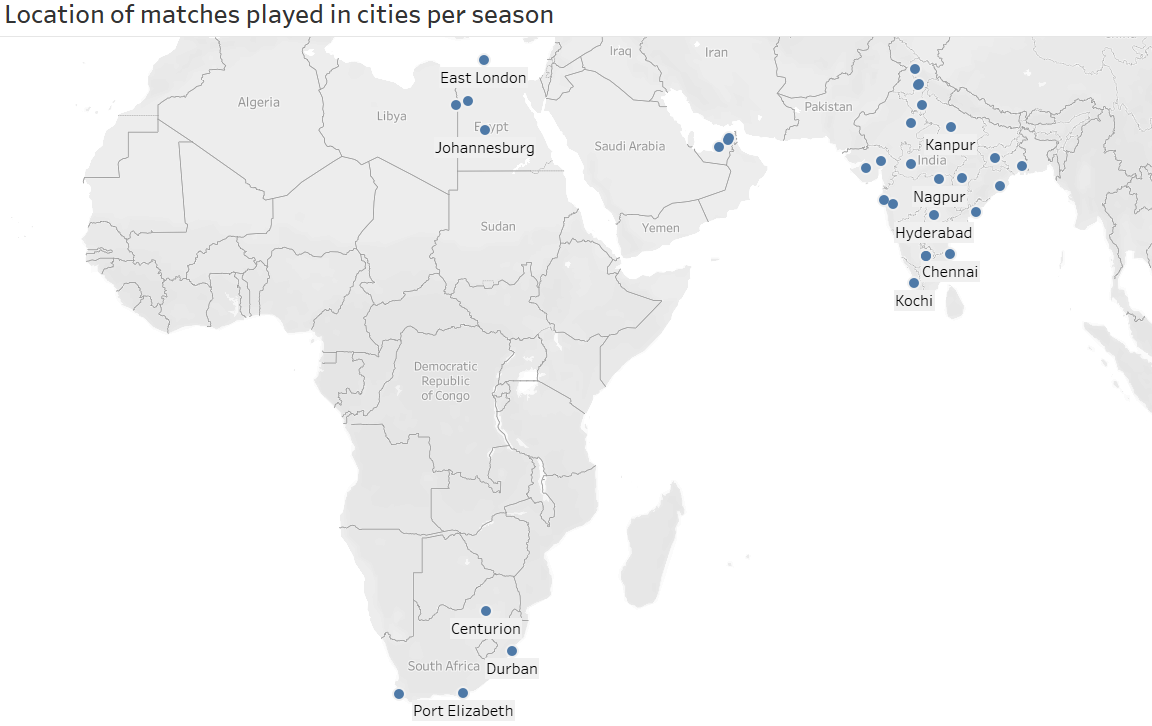 Location of matches played in cities per season
Iraq
Iran
East London
Algeria
Libya
Egypt
Pakistan
Johannesburg
Saudi Arabia
Kanpur
India
Nagpur
Sudan
Yemen
Hyderabad
Chennai
Kochi
Democratic
Republic
of Congo
Centurion
South Africa
Durban
Port Elizabeth